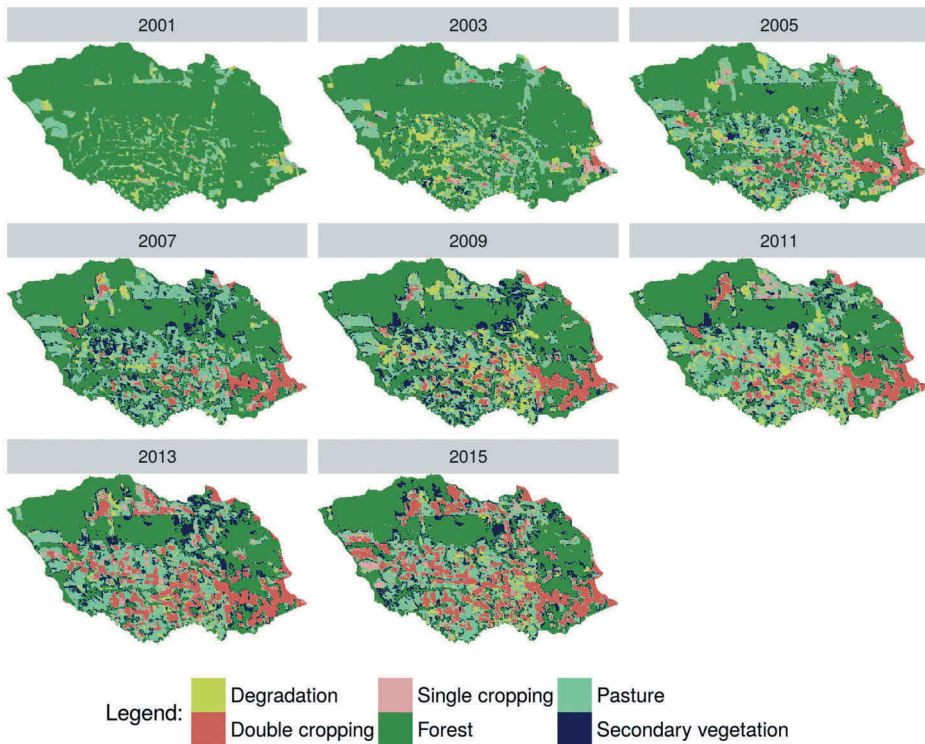 2001 2003 2005
2007 2009 2011
2013 2015
Legend: Degradation Single cropping Pasture
Double cropping Forest Secondary vegetation